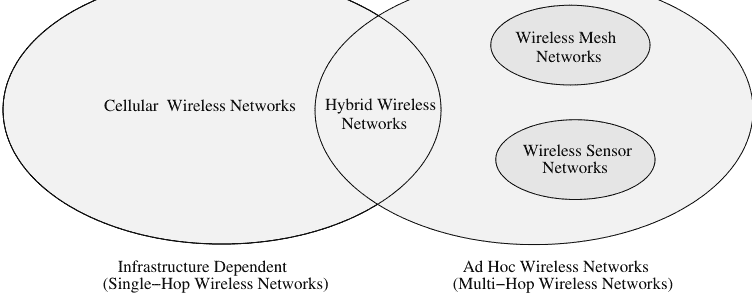 Wireless Mesh
Networks
Cellular Wireless Networks
Hybrid Wireless
Networks
Wireless Sensor
Networks
Infrastructure Dependent
(Single−Hop Wireless Networks)
Ad Hoc Wireless Networks
(Multi−Hop Wireless Networks)